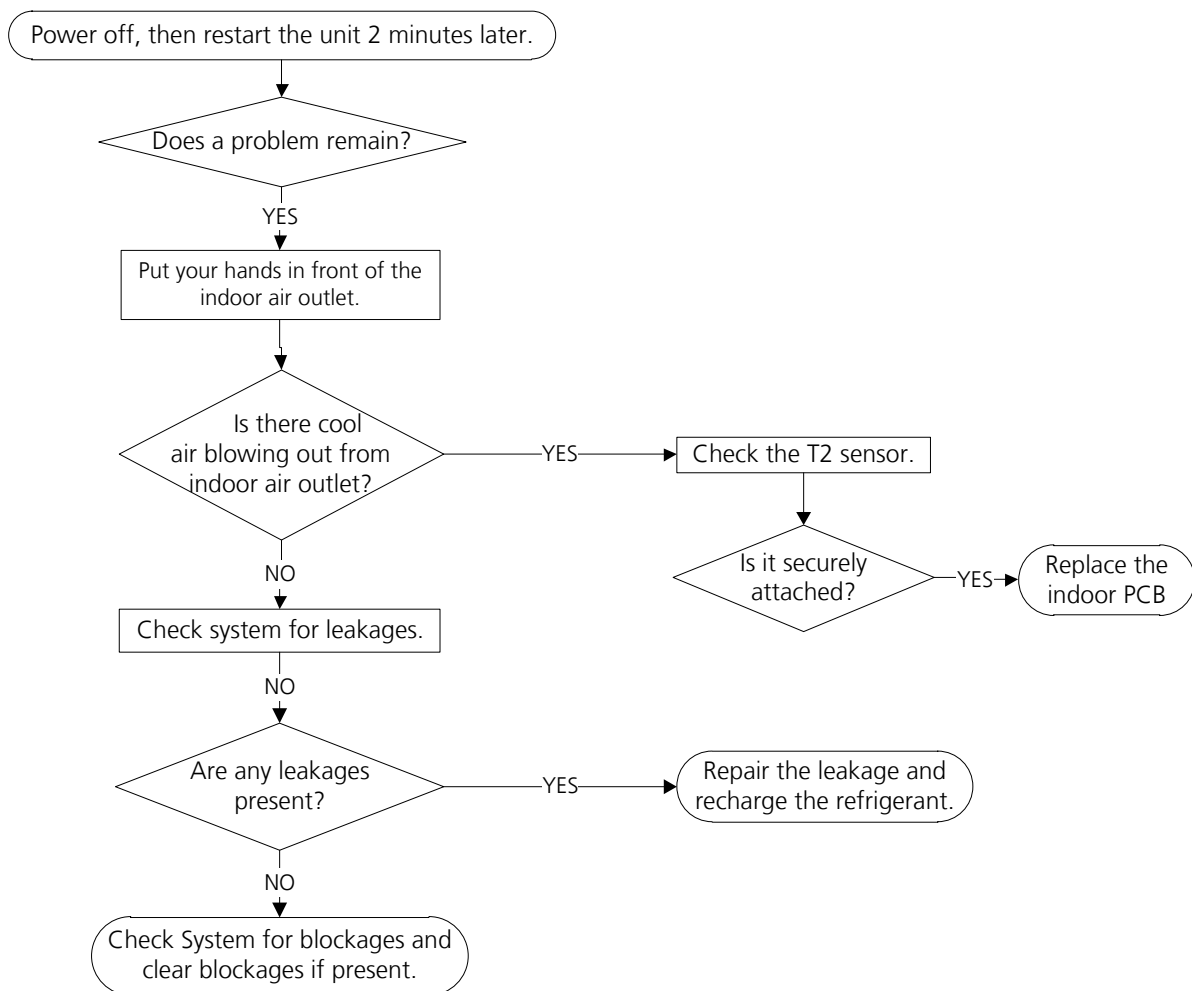 Power off, then restart the unit 2 minutes later.
Does a problem remain?
YES
Put your hands in front of the
indoor air outlet.
Is there cool
air blowing out from
indoor air outlet?
YES
Check the T2 sensor.
Is it securely
attached?
YES
Replace the
indoor PCB
NO
Check system for leakages.
NO
Are any leakages
present?
YES
Repair the leakage and
recharge the refrigerant.
NO
Check System for blockages and
clear blockages if present.